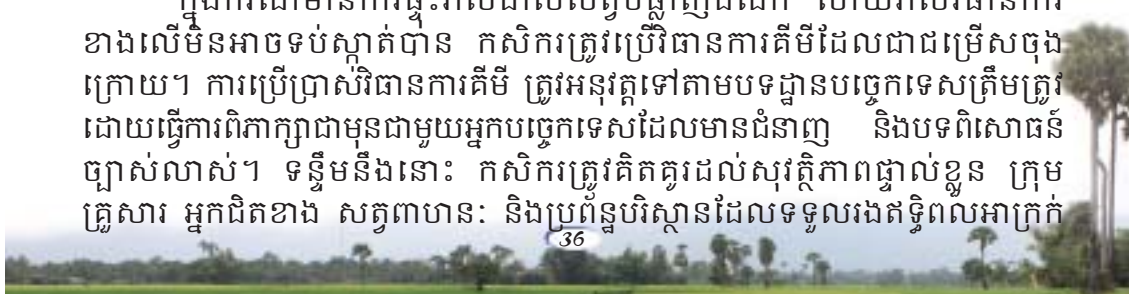 ខាងលើមិនអាចទប់ស្កាត់បាន កសិករត្រូវប្រើវិធានការគីមីដែលជាជម្រើសចុង
ក្រោយ។ ការប្រើប្រាស់វិធានការគីមី ត្រូវអនុវត្តទៅតាមបទដ្ឋានបច្ចេកទេសត្រឹមត្រូវ
ដោយធ្វើការពិភាក្សាជាមុនជាមួយអ្នកបច្ចេកទេសដែលមានជំនាញ និងបទពិសោធន៍
ច្បាស់លាស់។ ទន្ទឹមនឹងនោះ កសិករត្រូវគិតគូរដល់សុវត្ថិភាពផ្ទាល់ខ្លួន ក្រុម
គ្រួសារ អ្នកជិតខាង សត្វពាហនៈ និងប្រព័ន្ធបរិស្ថានដែលទទួលរងឥទ្ធិពលអាក្រក់
36